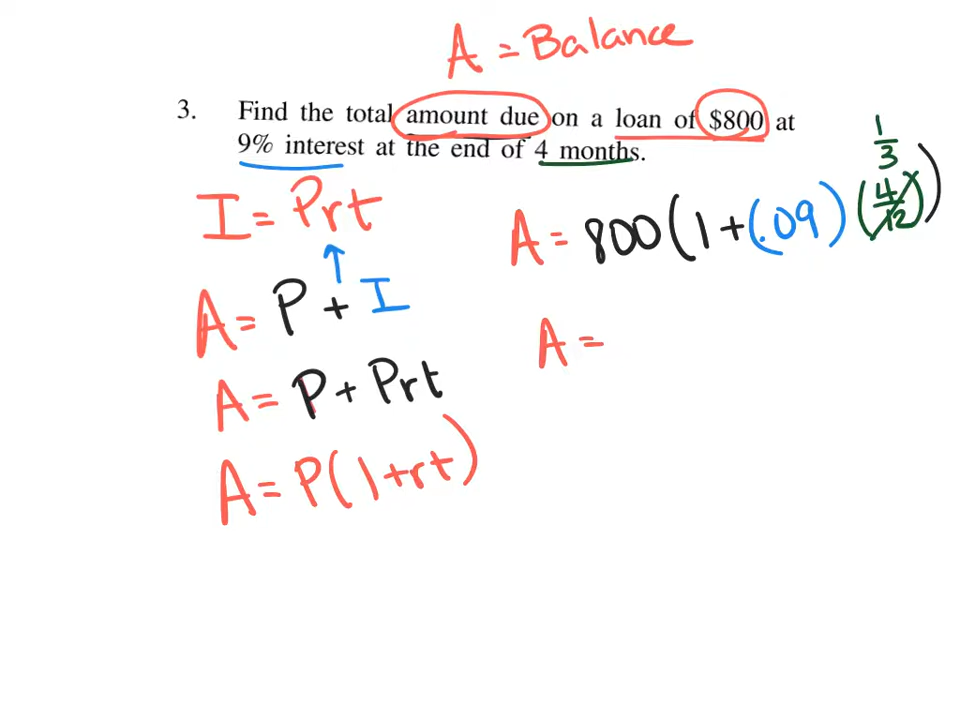 A = Balance
3. Find the total amount due on a loan of $800 at
9% interest at the end of 4 months.
I = Prt
A = P + I
A = P + Prt
A = P(1+rt)
1/3
A = 800(1+(.09)(4/12))
A =